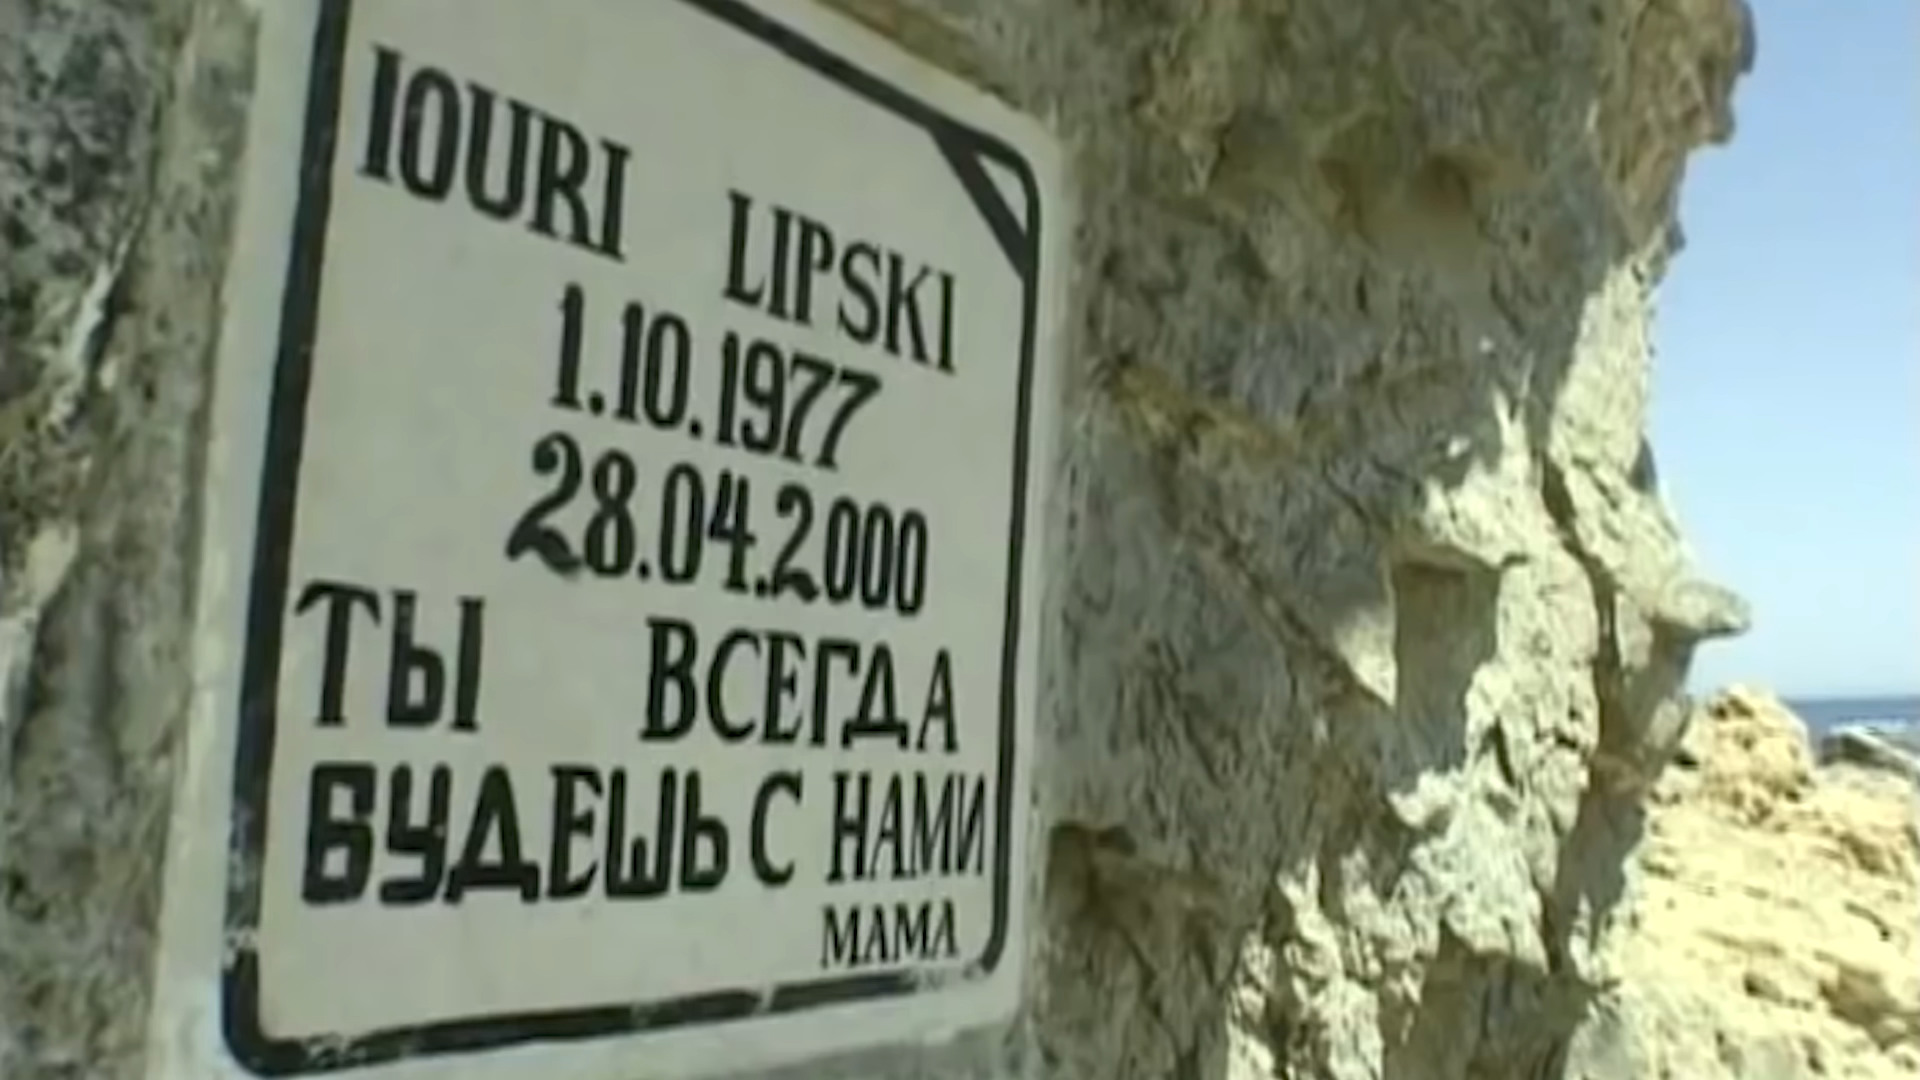 IOURI LIPSKI
1.10.1977
28.04.2000
ТЫ ВСЕГДА
БУДЕШЬ С НАМИ
МАМА